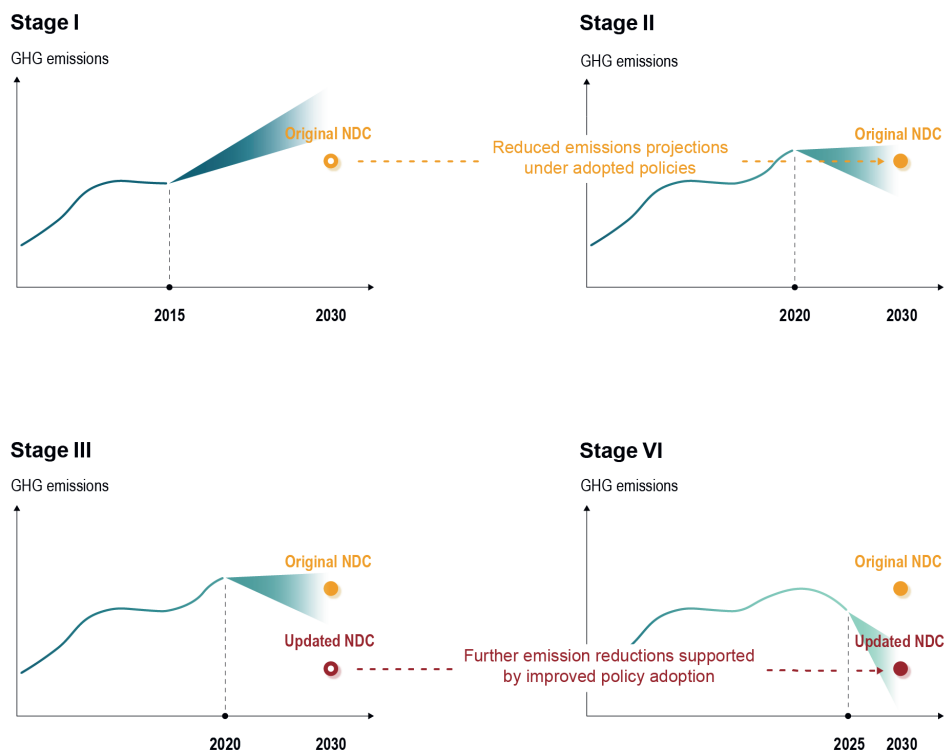 Stage I
GHG emissions
Original NDC
2015
2030
Reduced emissions projections
under adopted policies
Stage II
GHG emissions
Original NDC
2020
2030
Stage III
GHG emissions
Original NDC
Updated NDC
2020
2030
Further emission reductions supported
by improved policy adoption
Stage VI
GHG emissions
Original NDC
Updated NDC
2025
2030